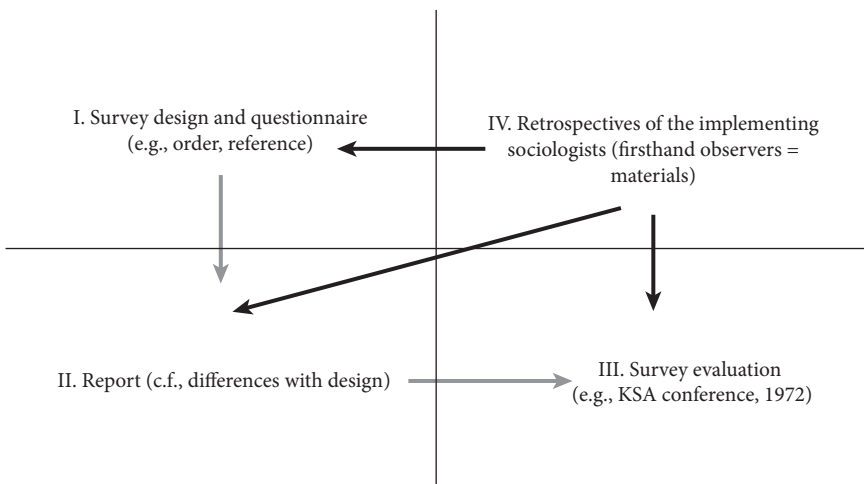 I. Survey design and questionnaire
(e.g., order, reference)
IV. Retrospectives of the implementing
sociologists (firsthand observers =
materials)
II. Report (c.f., differences with design)
III. Survey evaluation
(e.g., KSA conference, 1972)